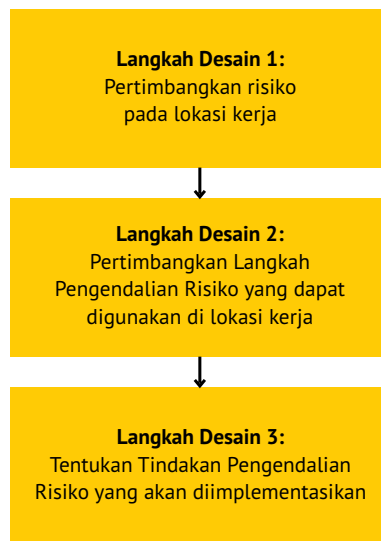 Langkah Desain 1:
Pertimbangkan risiko
pada lokasi kerja
Langkah Desain 2:
Pertimbangkan Langkah
Pengendalian Risiko yang dapat
digunakan di lokasi kerja
Langkah Desain 3:
Tentukan Tindakan Pengendalian
Risiko yang akan diimplementasikan